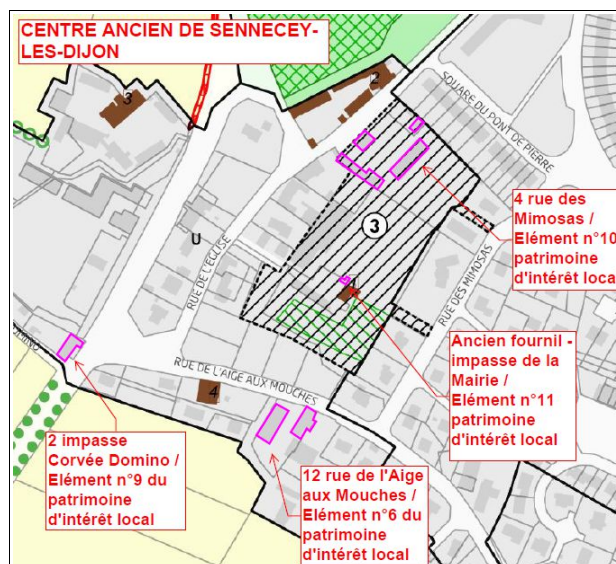 CENTRE ANCIEN DE SENNECEY-
LES-DIJON
3
2
SQUARE DU PONT DE PIERRE
4 rue des
Mimosas /
Elément n°10
patrimoine
d'intérêt local
3
U
RUE DE L'EGLISE
RUE DES MIMOSAS
1
Ancien fournil -
impasse de la
Mairie /
Elément n°11
patrimoine
d'intérêt local
OMINO
RUE DE L'AIGE AUX MOUCHES
4
2 impasse
Corvée Domino /
Elément n°9 du
patrimoine
d'intérêt local
12 rue de l'Aige
aux Mouches /
Elément n°6 du
patrimoine
d'intérêt local